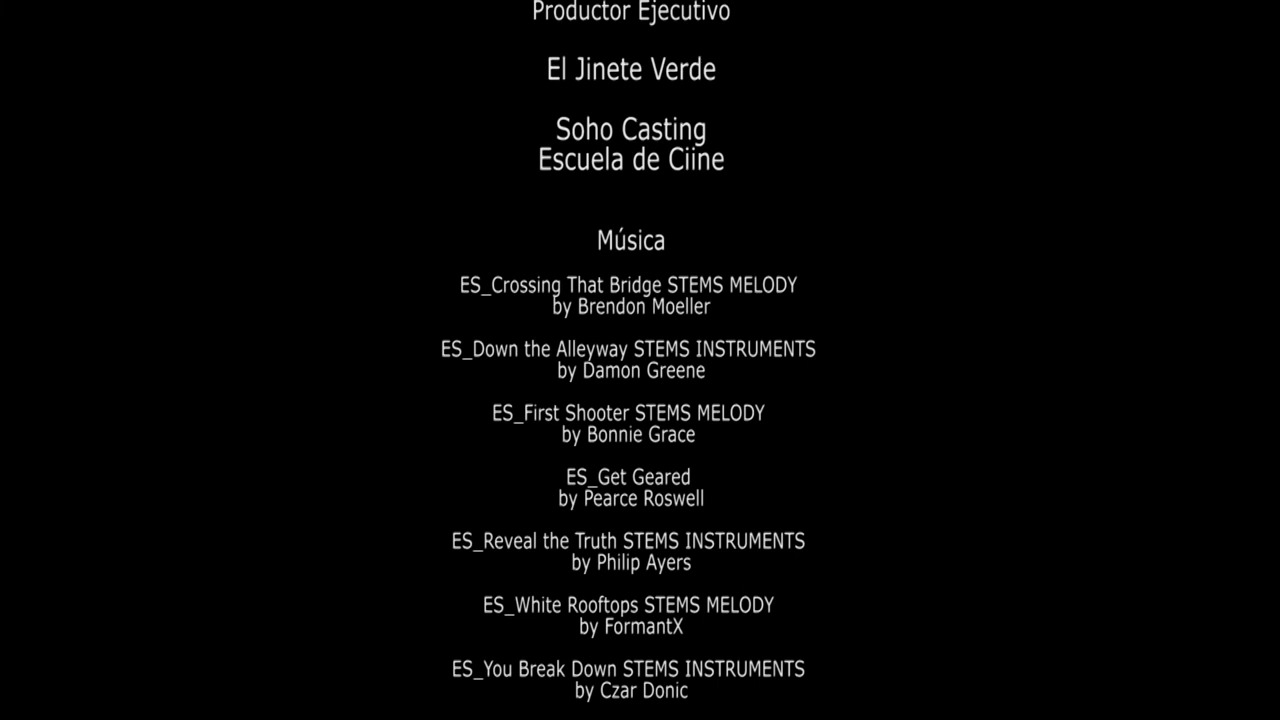 Productor Ejecutivo
El Jinete Verde
Soho Casting
Escuela de Ciine
Música
ES_Crossing That Bridge STEMS MELODY
by Brendon Moeller
ES_Down the Alleyway STEMS INSTRUMENTS
by Damon Greene
ES_First Shooter STEMS MELODY
by Bonnie Grace
ES_Get Geared
by Pearce Roswell
ES_Reveal the Truth STEMS INSTRUMENTS
by Philip Ayers
ES_White Rooftops STEMS MELODY
by FormantX
ES_You Break Down STEMS INSTRUMENTS
by Czar Donic